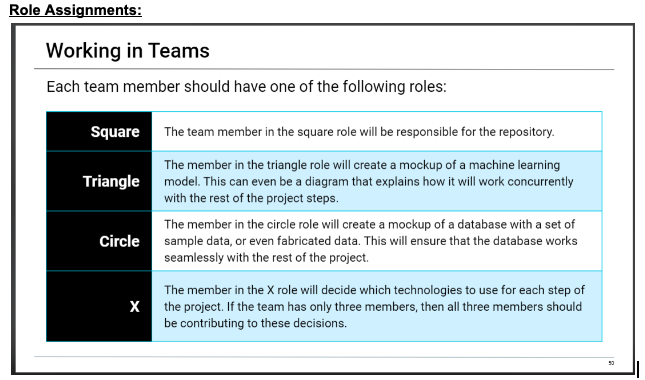 Role Assignments:
Working in Teams
Each team member should have one of the following roles:
Square
The team member in the square role will be responsible for the repository.
Triangle
The member in the triangle role will create a mockup of a machine learning
model. This can even be a diagram that explains how it will work concurrently
with the rest of the project steps.
Circle
The member in the circle role will create a mockup of a database with a set of
sample data, or even fabricated data. This will ensure that the database works
seamlessly with the rest of the project.
X
The member in the X role will decide which technologies to use for each step of
the project. If the team has only three members, then all three members should
be contributing to these decisions.